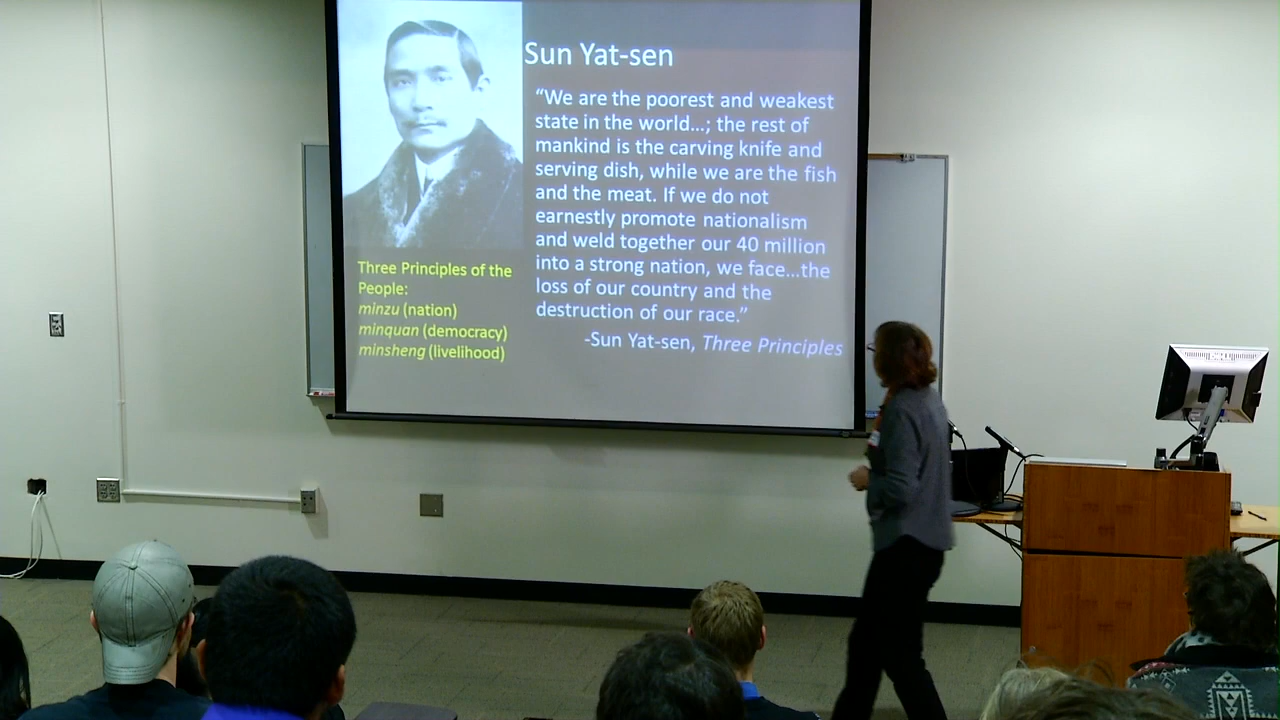 Sun Yat-sen
“We are the poorest and weakest
state in the world...; the rest of
mankind is the carving knife and
serving dish, while we are the fish
and the meat. If we do not
earnestly promote nationalism
and weld together our 40 million
into a strong nation, we face...the
loss of our country and the
destruction of our race.”
-Sun Yat-sen, Three Principles
Three Principles of the
People:
minzu (nation)
minquan (democracy)
minsheng (livelihood)